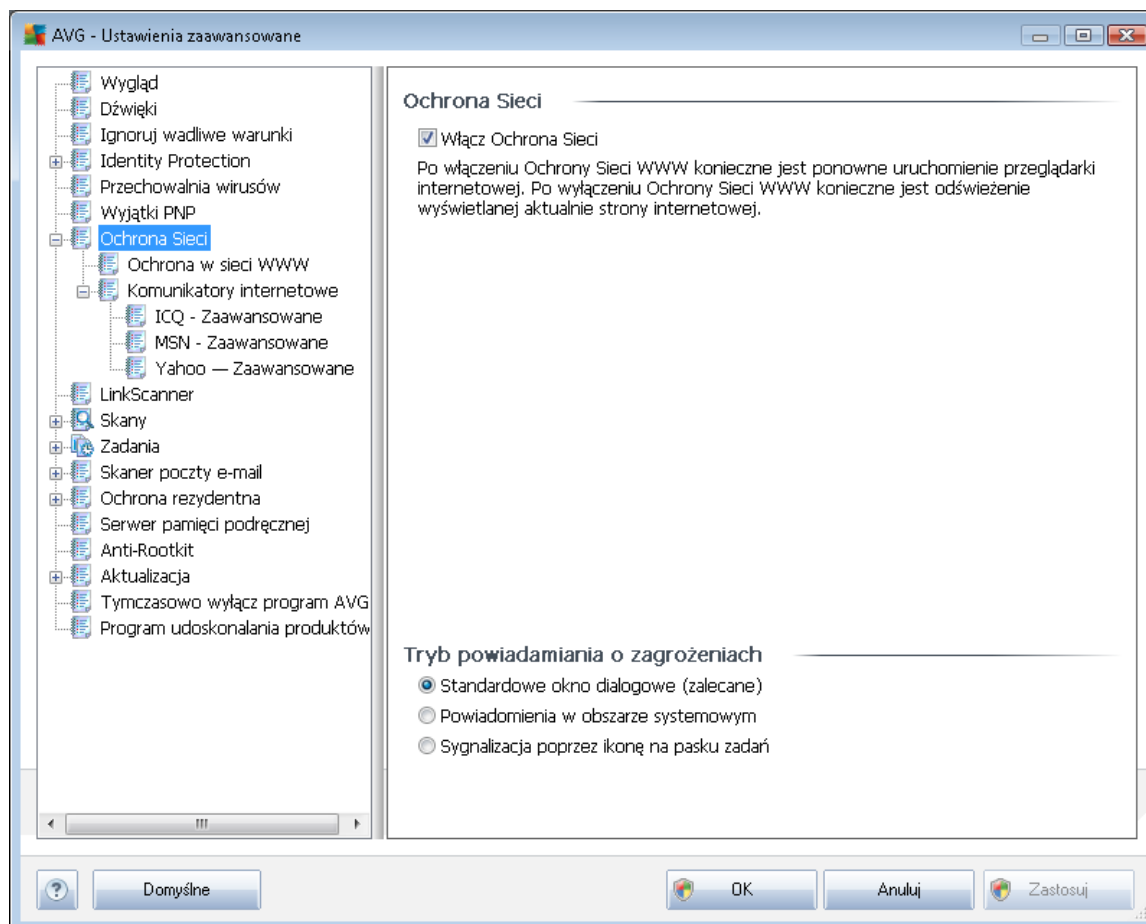 AVG - Ustawienia zaawansowane
Wygląd
Dźwięki
Ignoruj wadliwe warunki
Identity Protection
Przechowalnia wirusów
Wyjątki PNP
Ochrona Sieci
Ochrona w sieci WWW
Komunikatory internetowe
ICQ - Zaawansowane
MSN - Zaawansowane
Yahoo — Zaawansowane
LinkScanner
Skany
Zadania
Skaner poczty e-mail
Ochrona rezydentna
Serwer pamięci podręcznej
Anti-Rootkit
Aktualizacja
Tymczasowo wyłącz program AVG
Program udoskonalania produktów
Ochrona Sieci
Włącz Ochrona Sieci
Po włączeniu Ochrony Sieci WWW konieczne jest ponowne uruchomienie przeglądarki
internetowej. Po wyłączeniu Ochrony Sieci WWW konieczne jest odświeżenie
wyświetlanej aktualnie strony internetowej.
Tryb powiadamiania o zagrożeniach
Standardowe okno dialogowe (zalecane)
Powiadomienia w obszarze systemowym
Sygnalizacja poprzez ikonę na pasku zadań
? Domyślne OK Anuluj Zastosuj